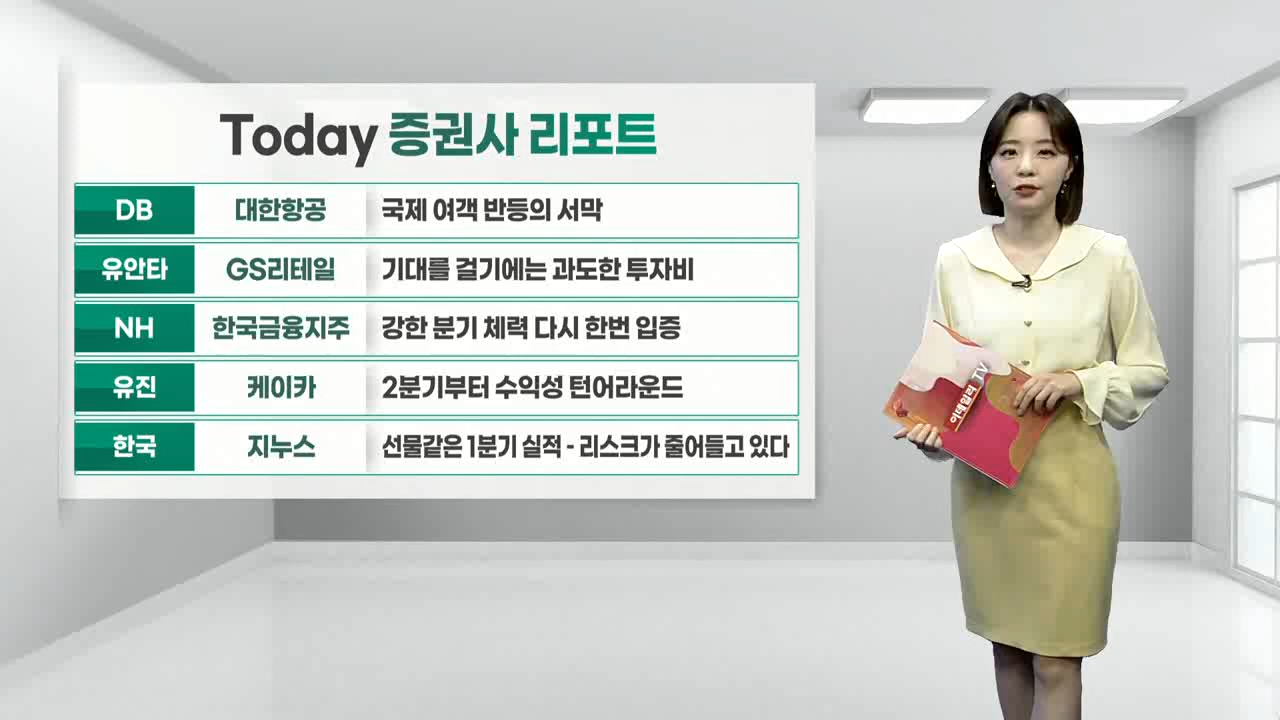 Today 증권사 리포트
DB 대한항공 국제 여객 반등의 서막
유안타 GS리테일 기대를 걸기에는 과도한 투자비
NH 한국금융지주 강한 분기 체력 다시 한번 입증
유진 케이카 2분기부터 수익성 턴어라운드
한국 지누스 선물같은 1분기 실적 - 리스크가 줄어들고 있다
이데일리 TV